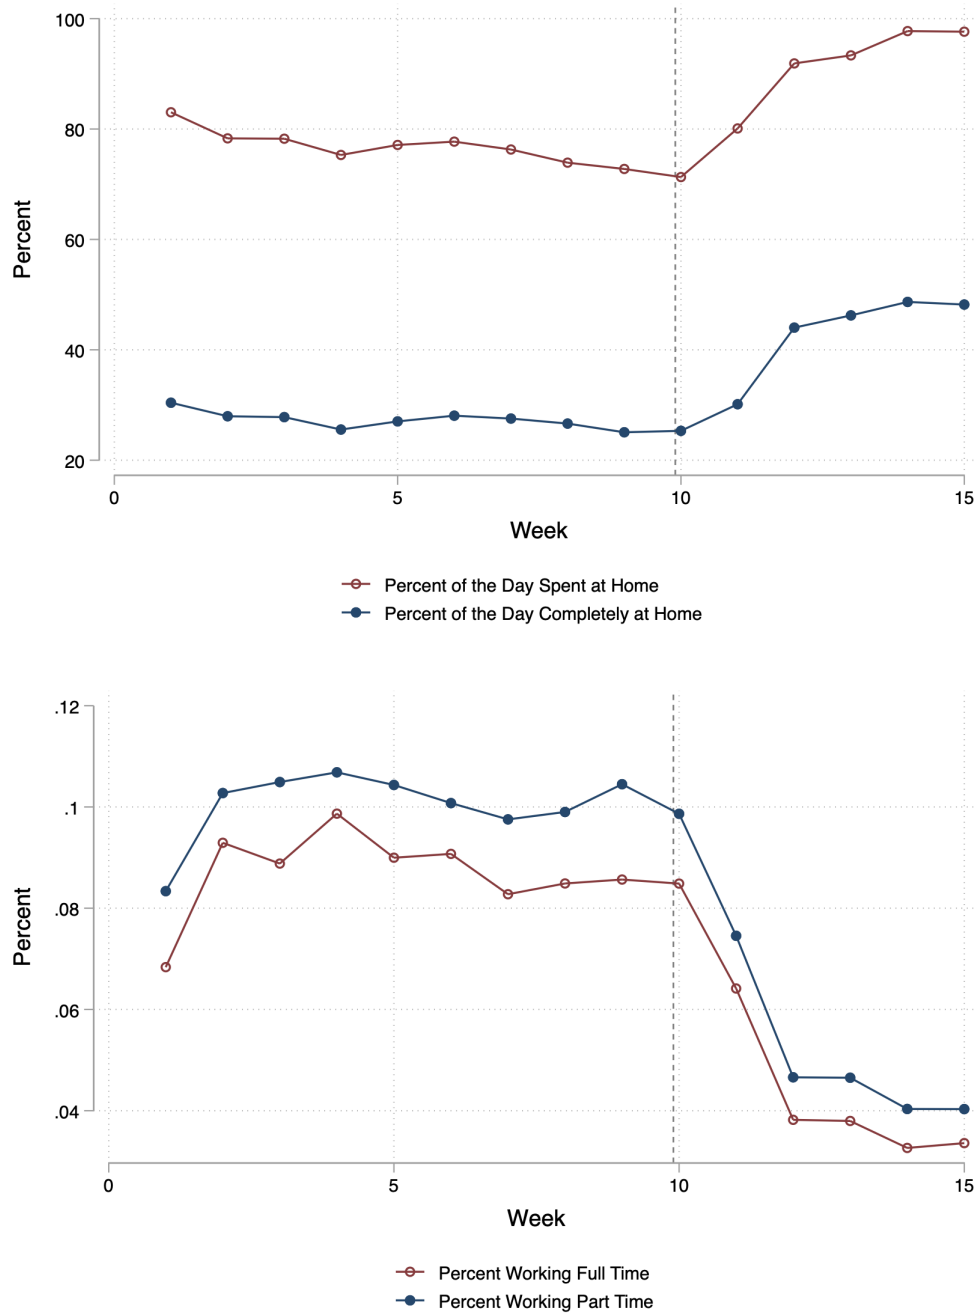 100
80
60
40
20
Percent
0 5 10 15
Week
Percent of the Day Spent at Home
Percent of the Day Completely at Home
.12
.1
.08
.06
.04
Percent
0 5 10 15
Week
Percent Working Full Time
Percent Working Part Time